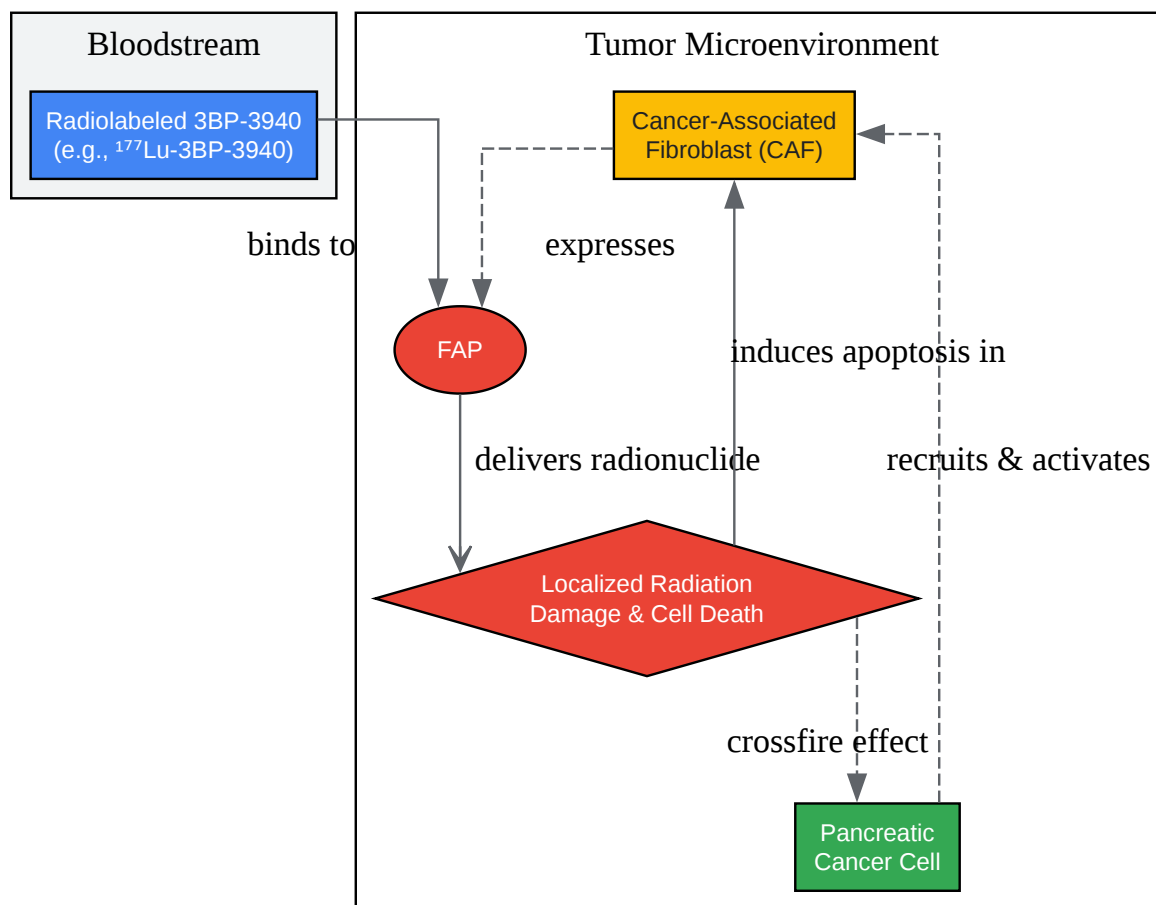 Bloodstream
Tumor Microenvironment
Radiolabeled 3BP-3940
(e.g., ¹⁷⁷Lu-3BP-3940)
Cancer-Associated
Fibroblast (CAF)
binds to
expresses
FAP
induces apoptosis in
delivers radionuclide
recruits & activates
Localized Radiation
Damage & Cell Death
crossfire effect
Pancreatic
Cancer Cell